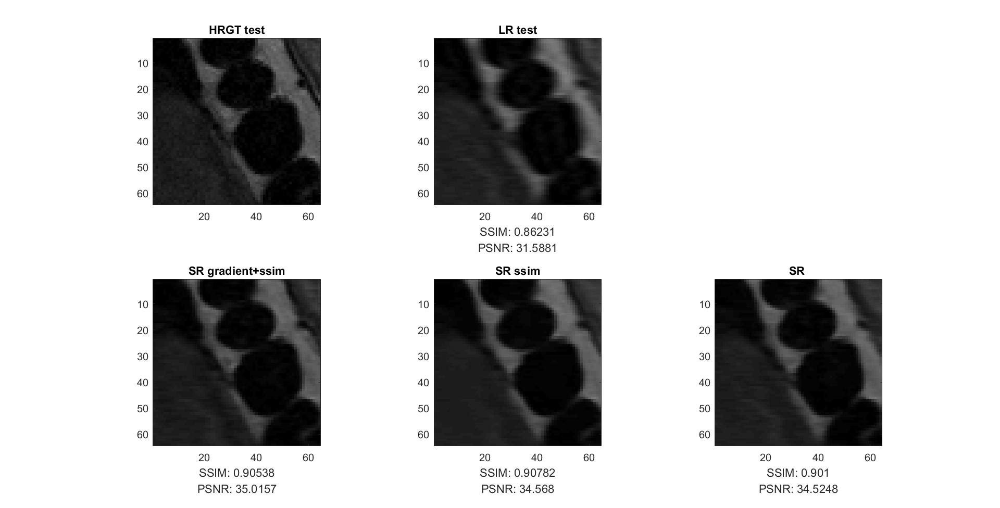 HRGT test
10
20
30
40
50
60
20 40 60
LR test
10
20
30
40
50
60
20 40 60
SSIM: 0.86231
PSNR: 31.5881
SR gradient+ssim
10
20
30
40
50
60
20 40 60
SSIM: 0.90538
PSNR: 35.0157
SR ssim
10
20
30
40
50
60
20 40 60
SSIM: 0.90782
PSNR: 34.568
SR
10
20
30
40
50
60
20 40 60
SSIM: 0.901
PSNR: 34.5248